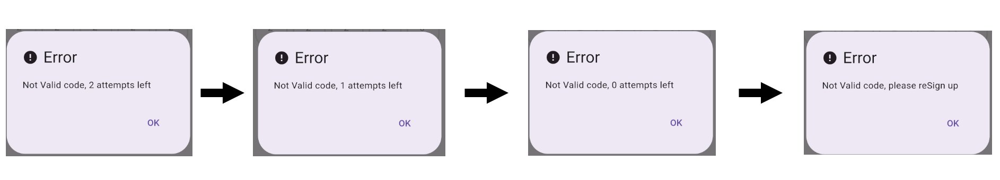 Error
Not Valid code, 2 attempts left
OK
Error
Not Valid code, 1 attempts left
OK
Error
Not Valid code, 0 attempts left
OK
Error
Not Valid code, please reSign up
OK